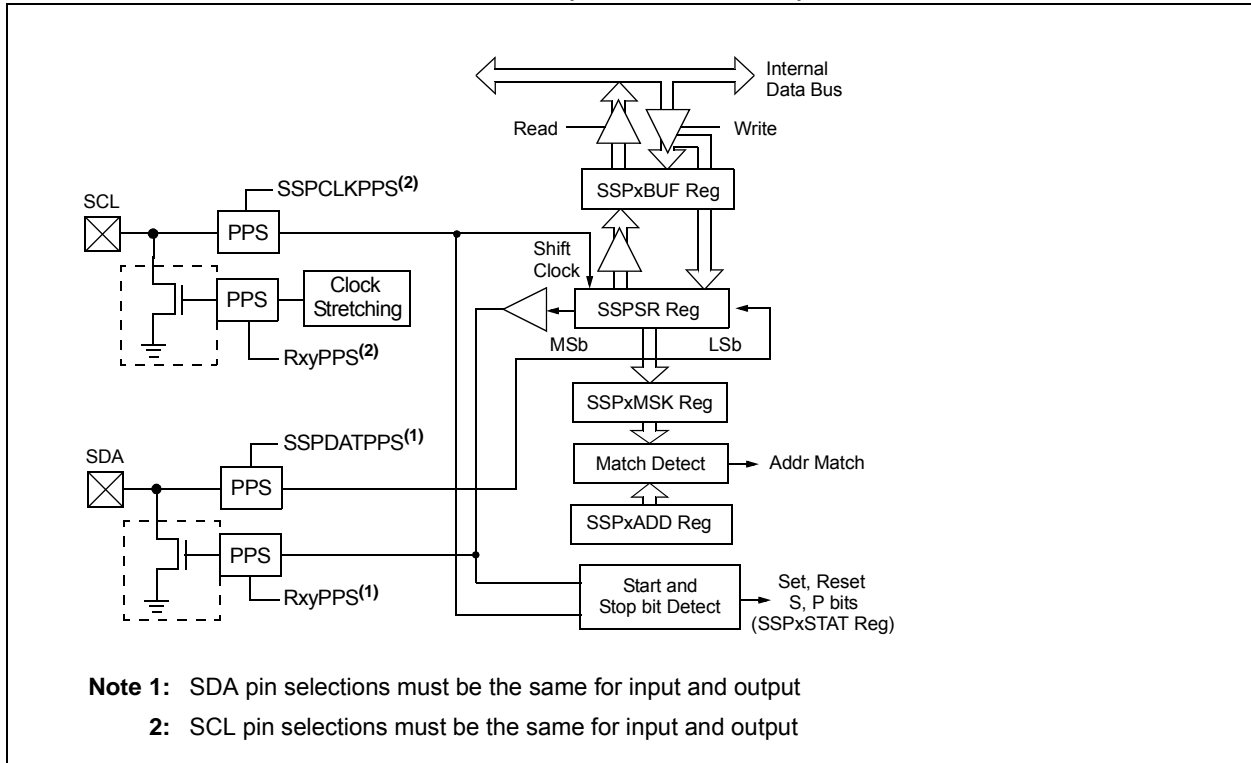 Internal
Data Bus
Read
Write
SSPxBUF Reg
SSPCLKPPS(2)
SCL
PPS
Shift
Clock
PPS
Clock
Stretching
SSPSR Reg
MSb
LSb
RxyPPS(2)
SSPxMSK Reg
SSPDATPPS(1)
SDA
PPS
Match Detect
Addr Match
SSPxADD Reg
PPS
RxyPPS(1)
Start and
Stop bit Detect
Set, Reset
S, P bits
(SSPxSTAT Reg)
Note 1: SDA pin selections must be the same for input and output
2: SCL pin selections must be the same for input and output